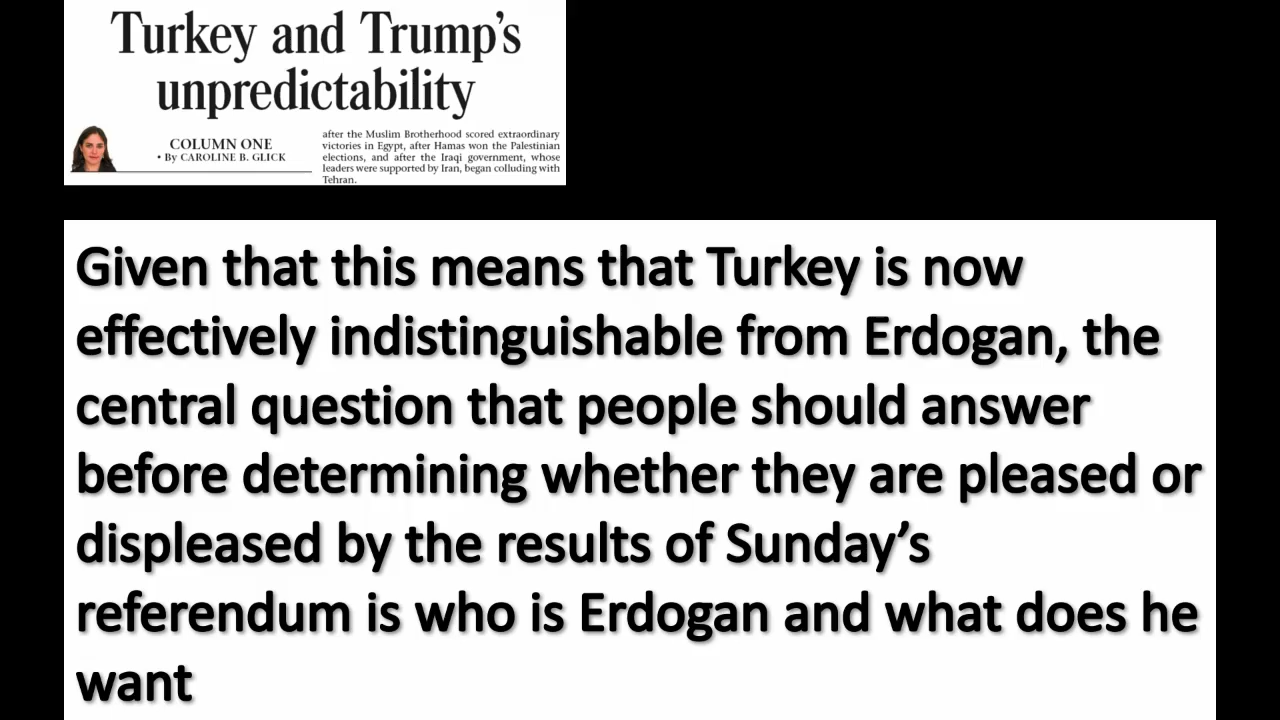 Turkey and Trump's
unpredictability
COLUMN ONE
• By CAROLINE B. GLICK
after the Muslim Brotherhood scored extraordinary
victories in Egypt, after Hamas won the Palestinian
elections, and after the Iraqi government, whose
leaders were supported by Iran, began colluding with
Tehran.
Given that this means that Turkey is now
effectively indistinguishable from Erdogan, the
central question that people should answer
before determining whether they are pleased or
displeased by the results of Sunday’s
referendum is who is Erdogan and what does he
want